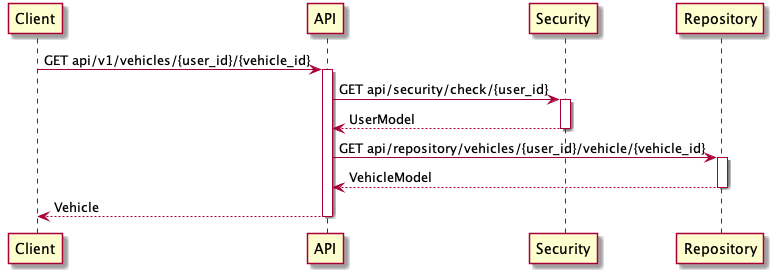 Client API Security Repository
GET api/v1/vehicles/{user_id}/{vehicle_id}
GET api/security/check/{user_id}
UserModel
GET api/repository/vehicles/{user_id}/vehicle/{vehicle_id}
VehicleModel
Vehicle
Client API Security Repository